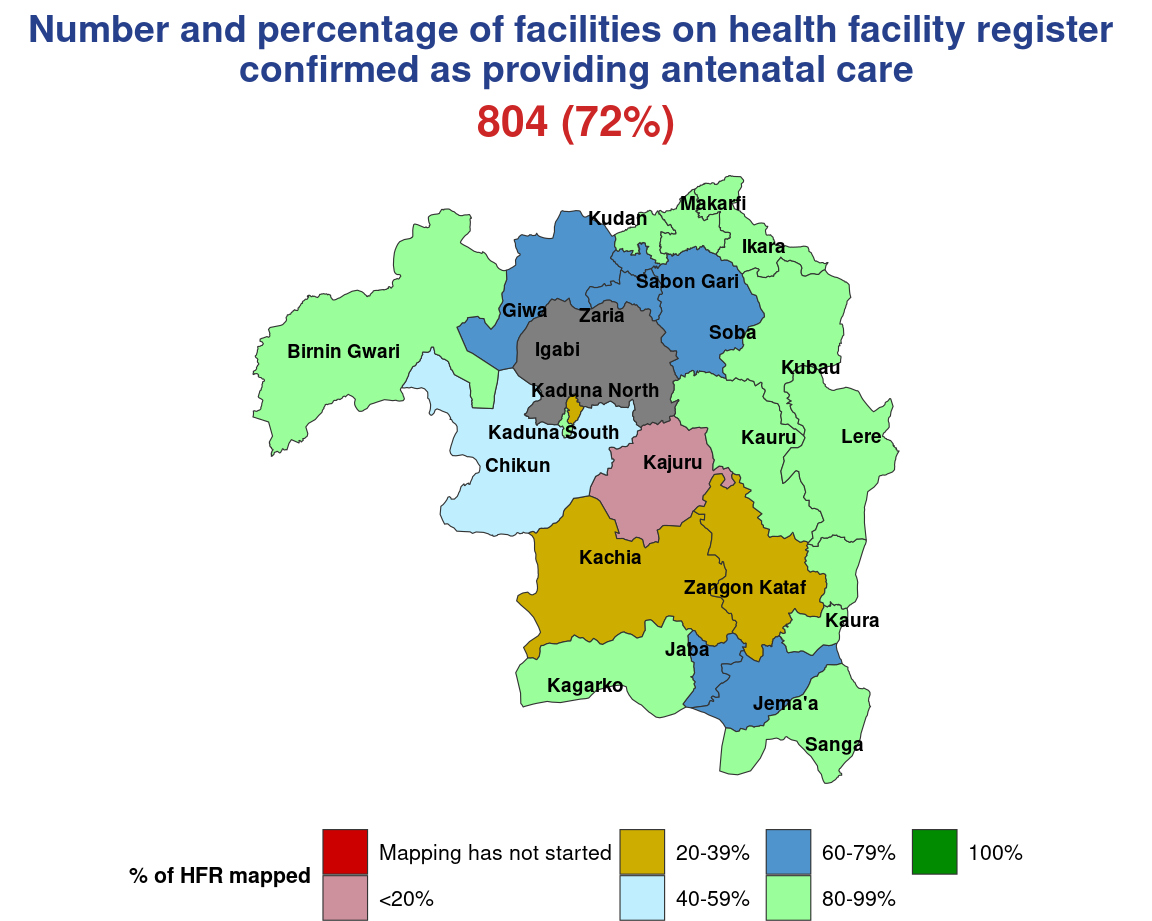 Number and percentage of facilities on health facility register
confirmed as providing antenatal care
804 (72%)
Makarfi
Kudan
Ikara
Sabon Gari
Giwa
Zaria
Soba
Igabi
Birnin Gwari
Kubau
Kaduna North
Kaduna South
Kauru
Lere
Chikun
Kajuru
Kachia
Zangon Kataf
Kaura
Jaba
Kagarko
Jema'a
Sanga
% of HFR mapped
Mapping has not started
<20%
20-39%
40-59%
60-79%
80-99%
100%